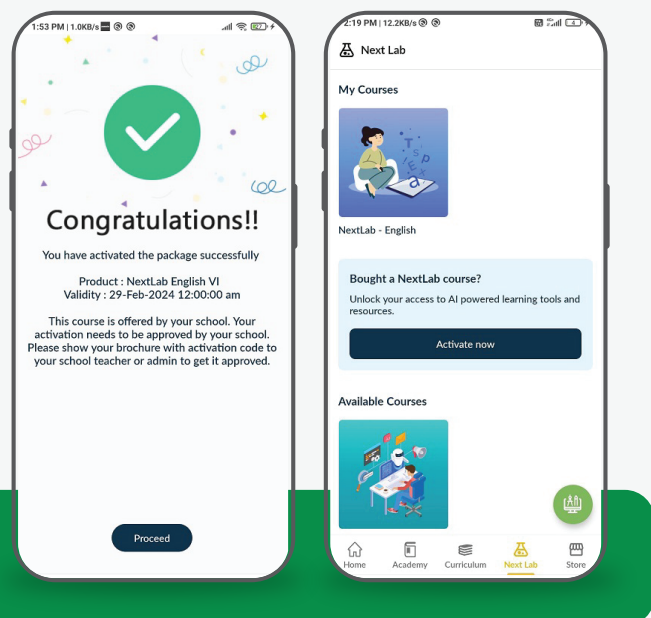 1:53 PM | 1.0KB/s
27
Congratulations!!
You have activated the package successfully
Product : NextLab English VI
Validity : 29-Feb-2024 12:00:00 am
This course is offered by your school. Your
activation needs to be approved by your school.
Please show your brochure with activation code to
your school teacher or admin to get it approved.
Proceed
2:19 PM | 12.2KB/s
4
Next Lab
My Courses
NextLab - English
Bought a NextLab course?
Unlock your access to AI powered learning tools and
resources.
Activate now
Available Courses
Home
Academy
Curriculum
Next Lab
Store